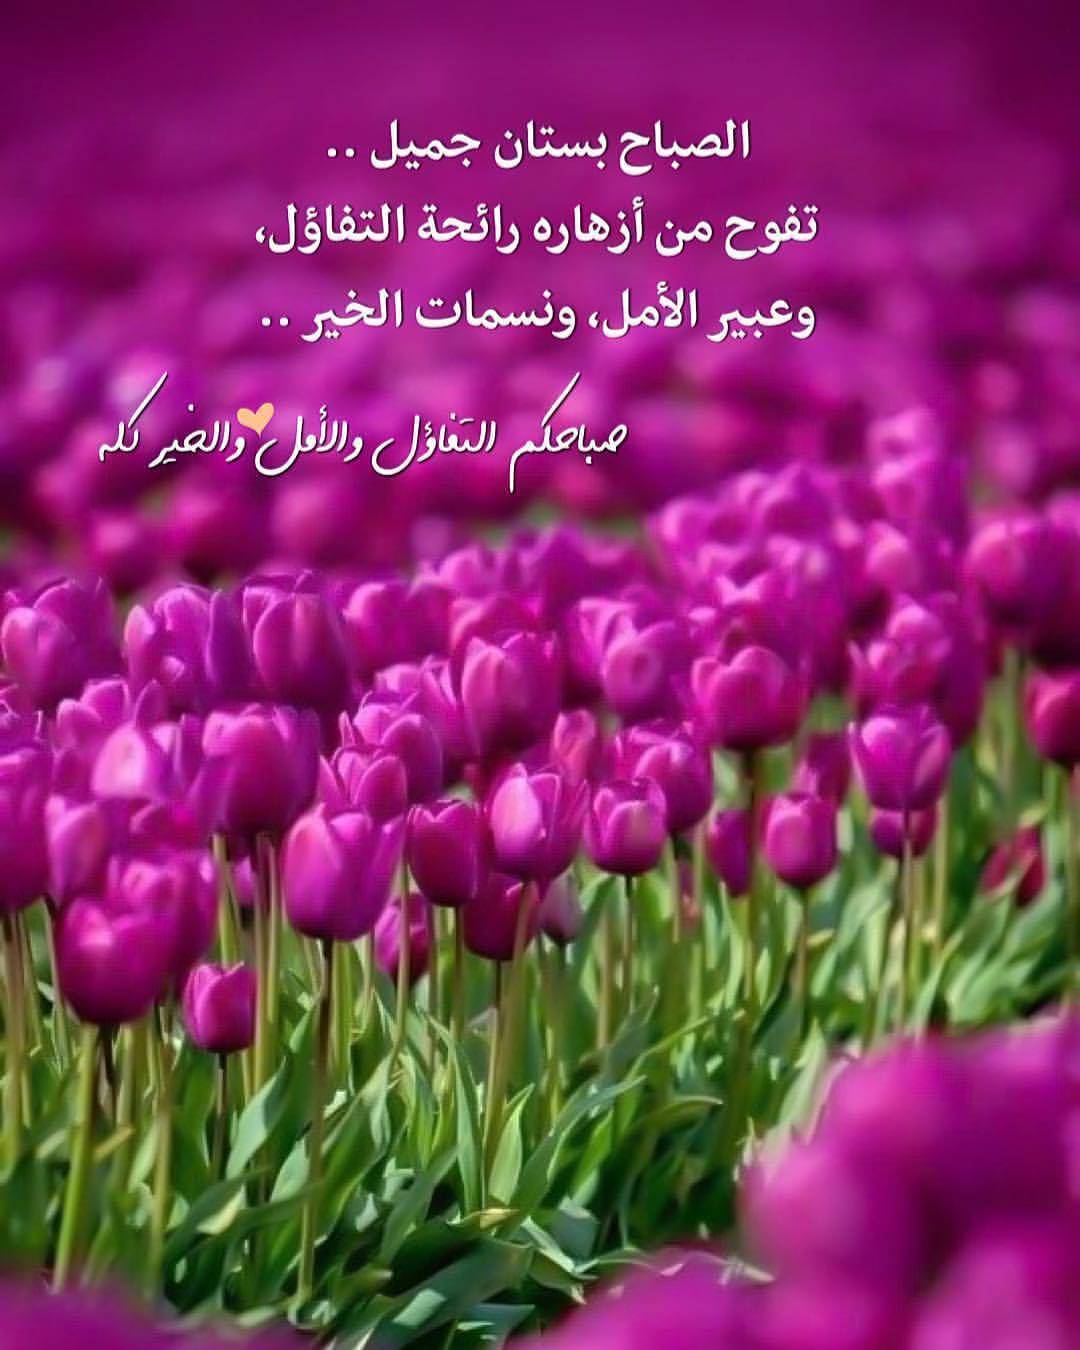 الصباح بستان جميل ..
تفوح من أزهاره رائحة التفاؤل،
وعبير الأمل، ونسمات الخير ..
صباحكم التفاؤل والأمل والخير كله